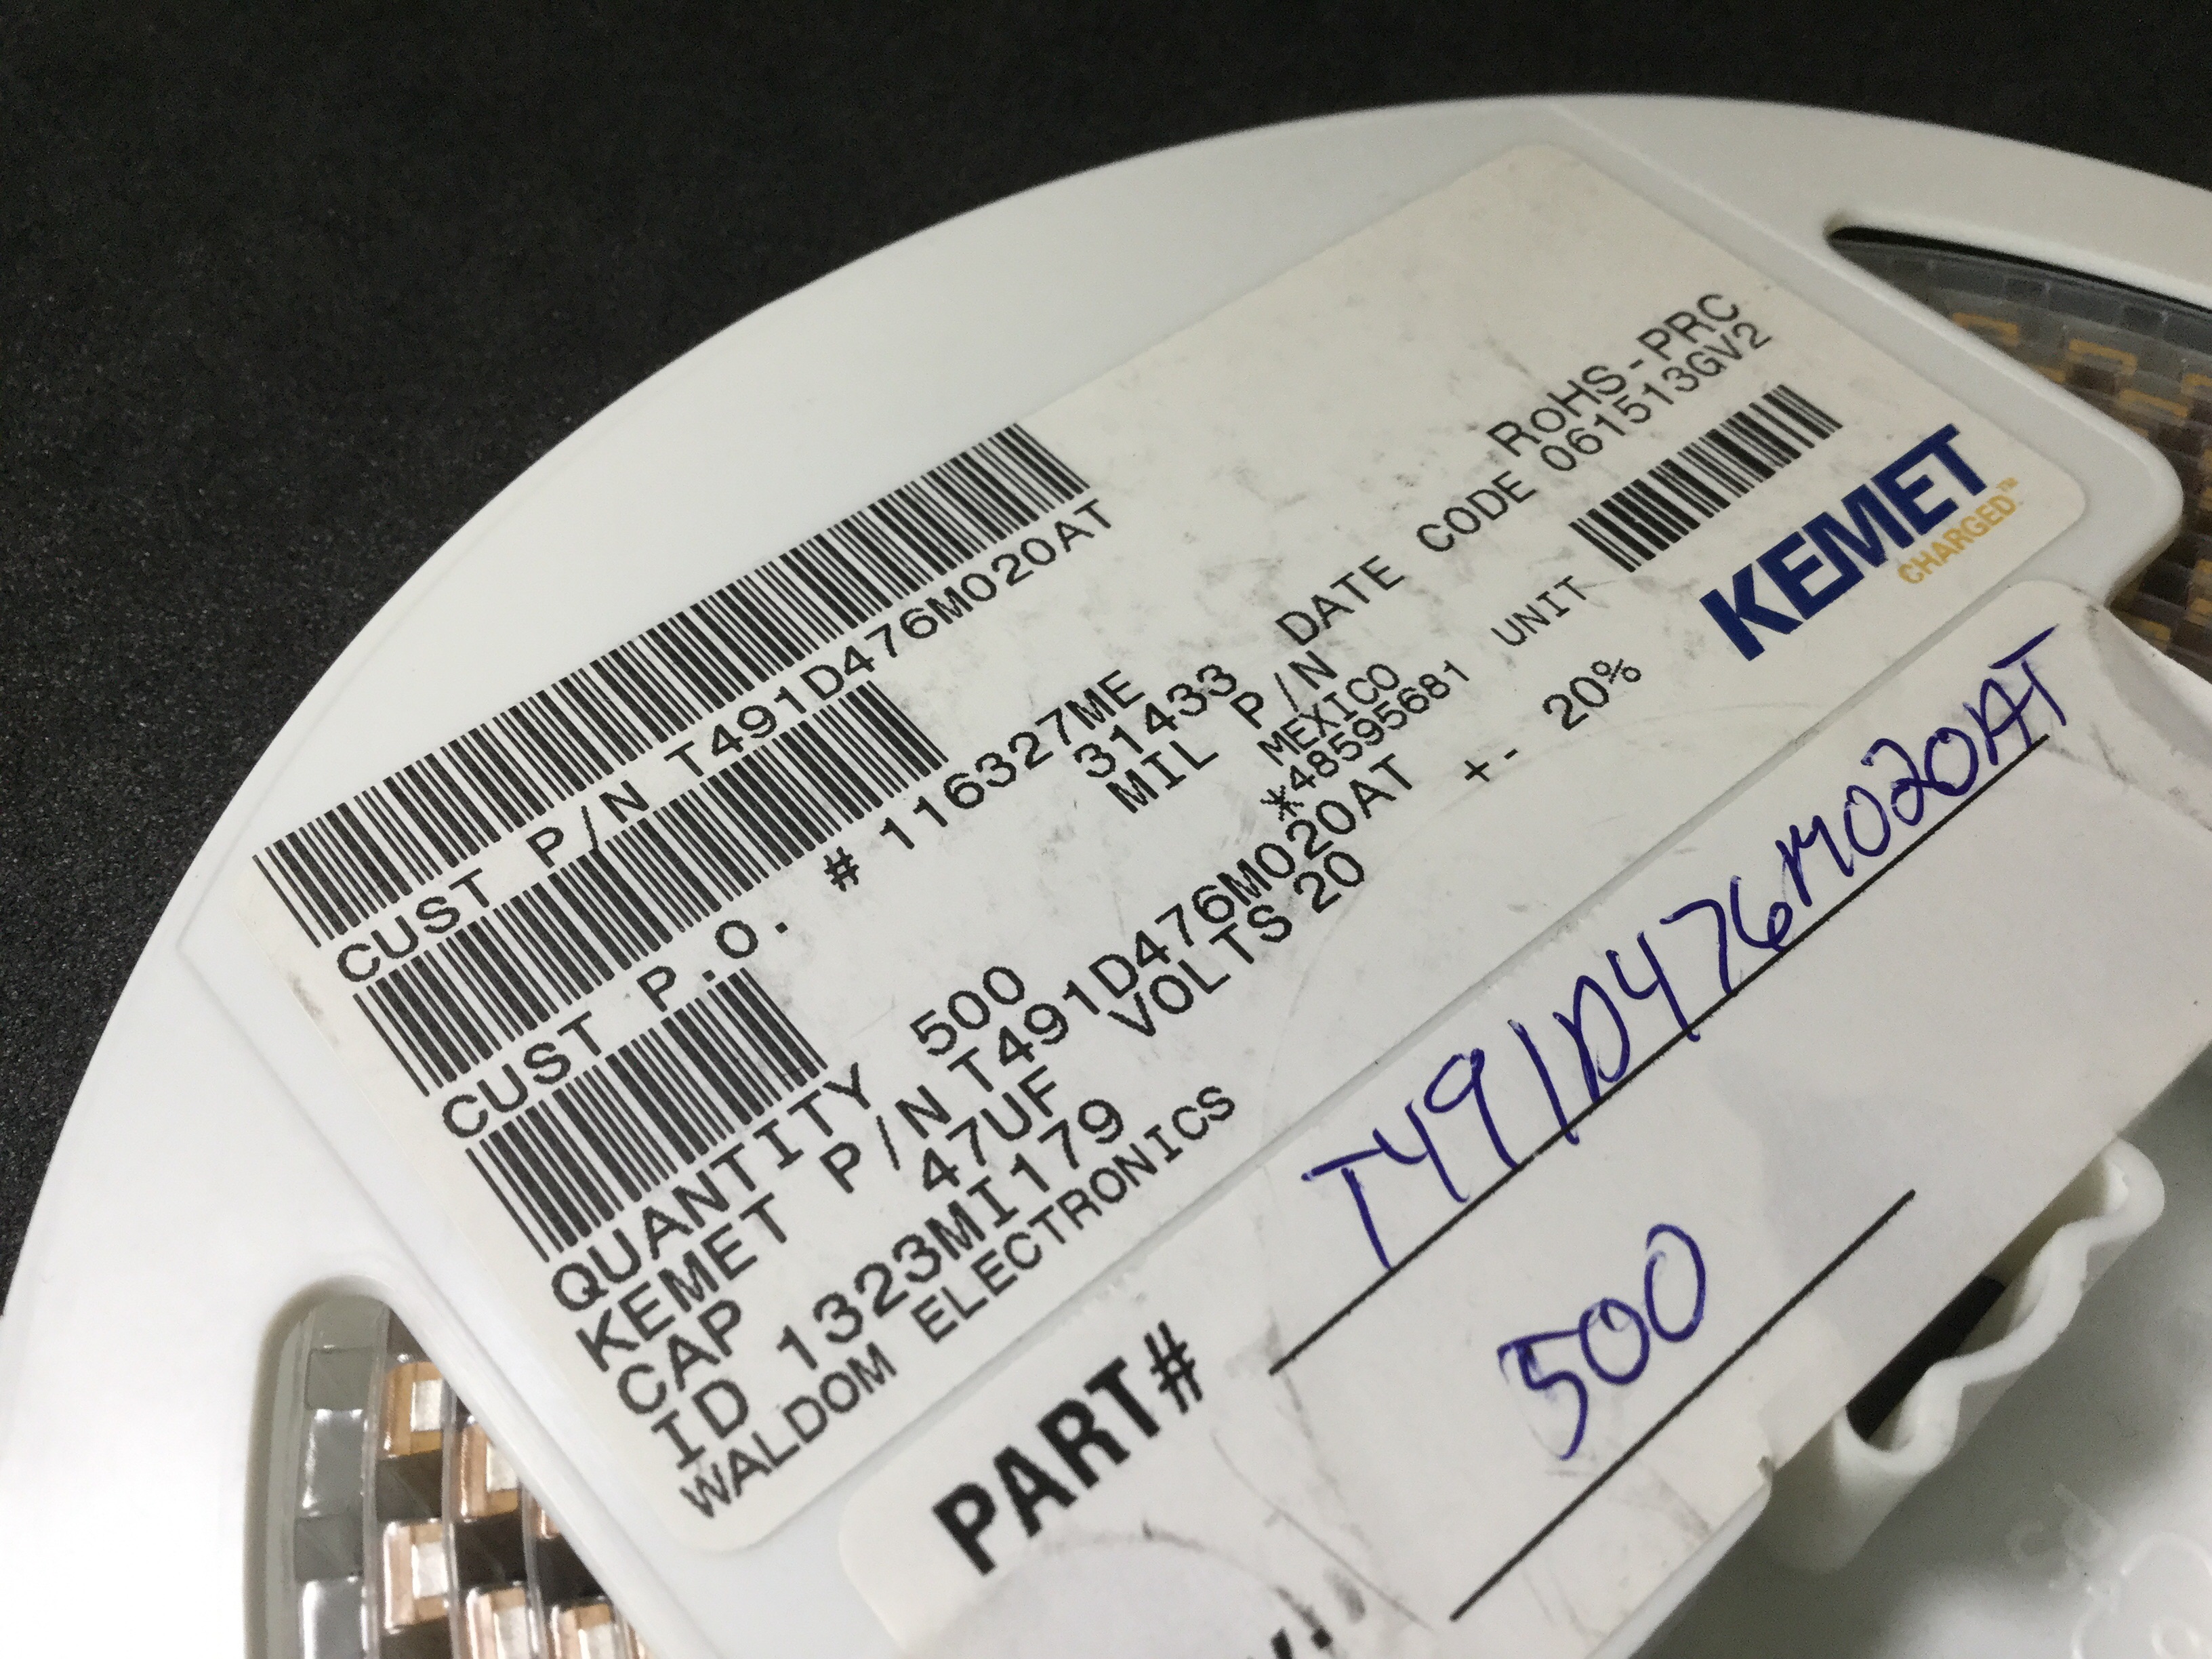 CUST P/N T491D476M020AT
CUST P.O. # 116327ME
31433 DATE CODE 061513GV2
RoHS-PRC
MIL P/N
MEXICO
QUANTITY 500
*48595681 UNIT
KEMET P/N T491D476M020AT +- 20%
CAP 47UF VOLTS 20
ID 1323MI179
WALDOM ELECTRONICS
KEMET
CHARGED™
PART# T491D476M020AT
500